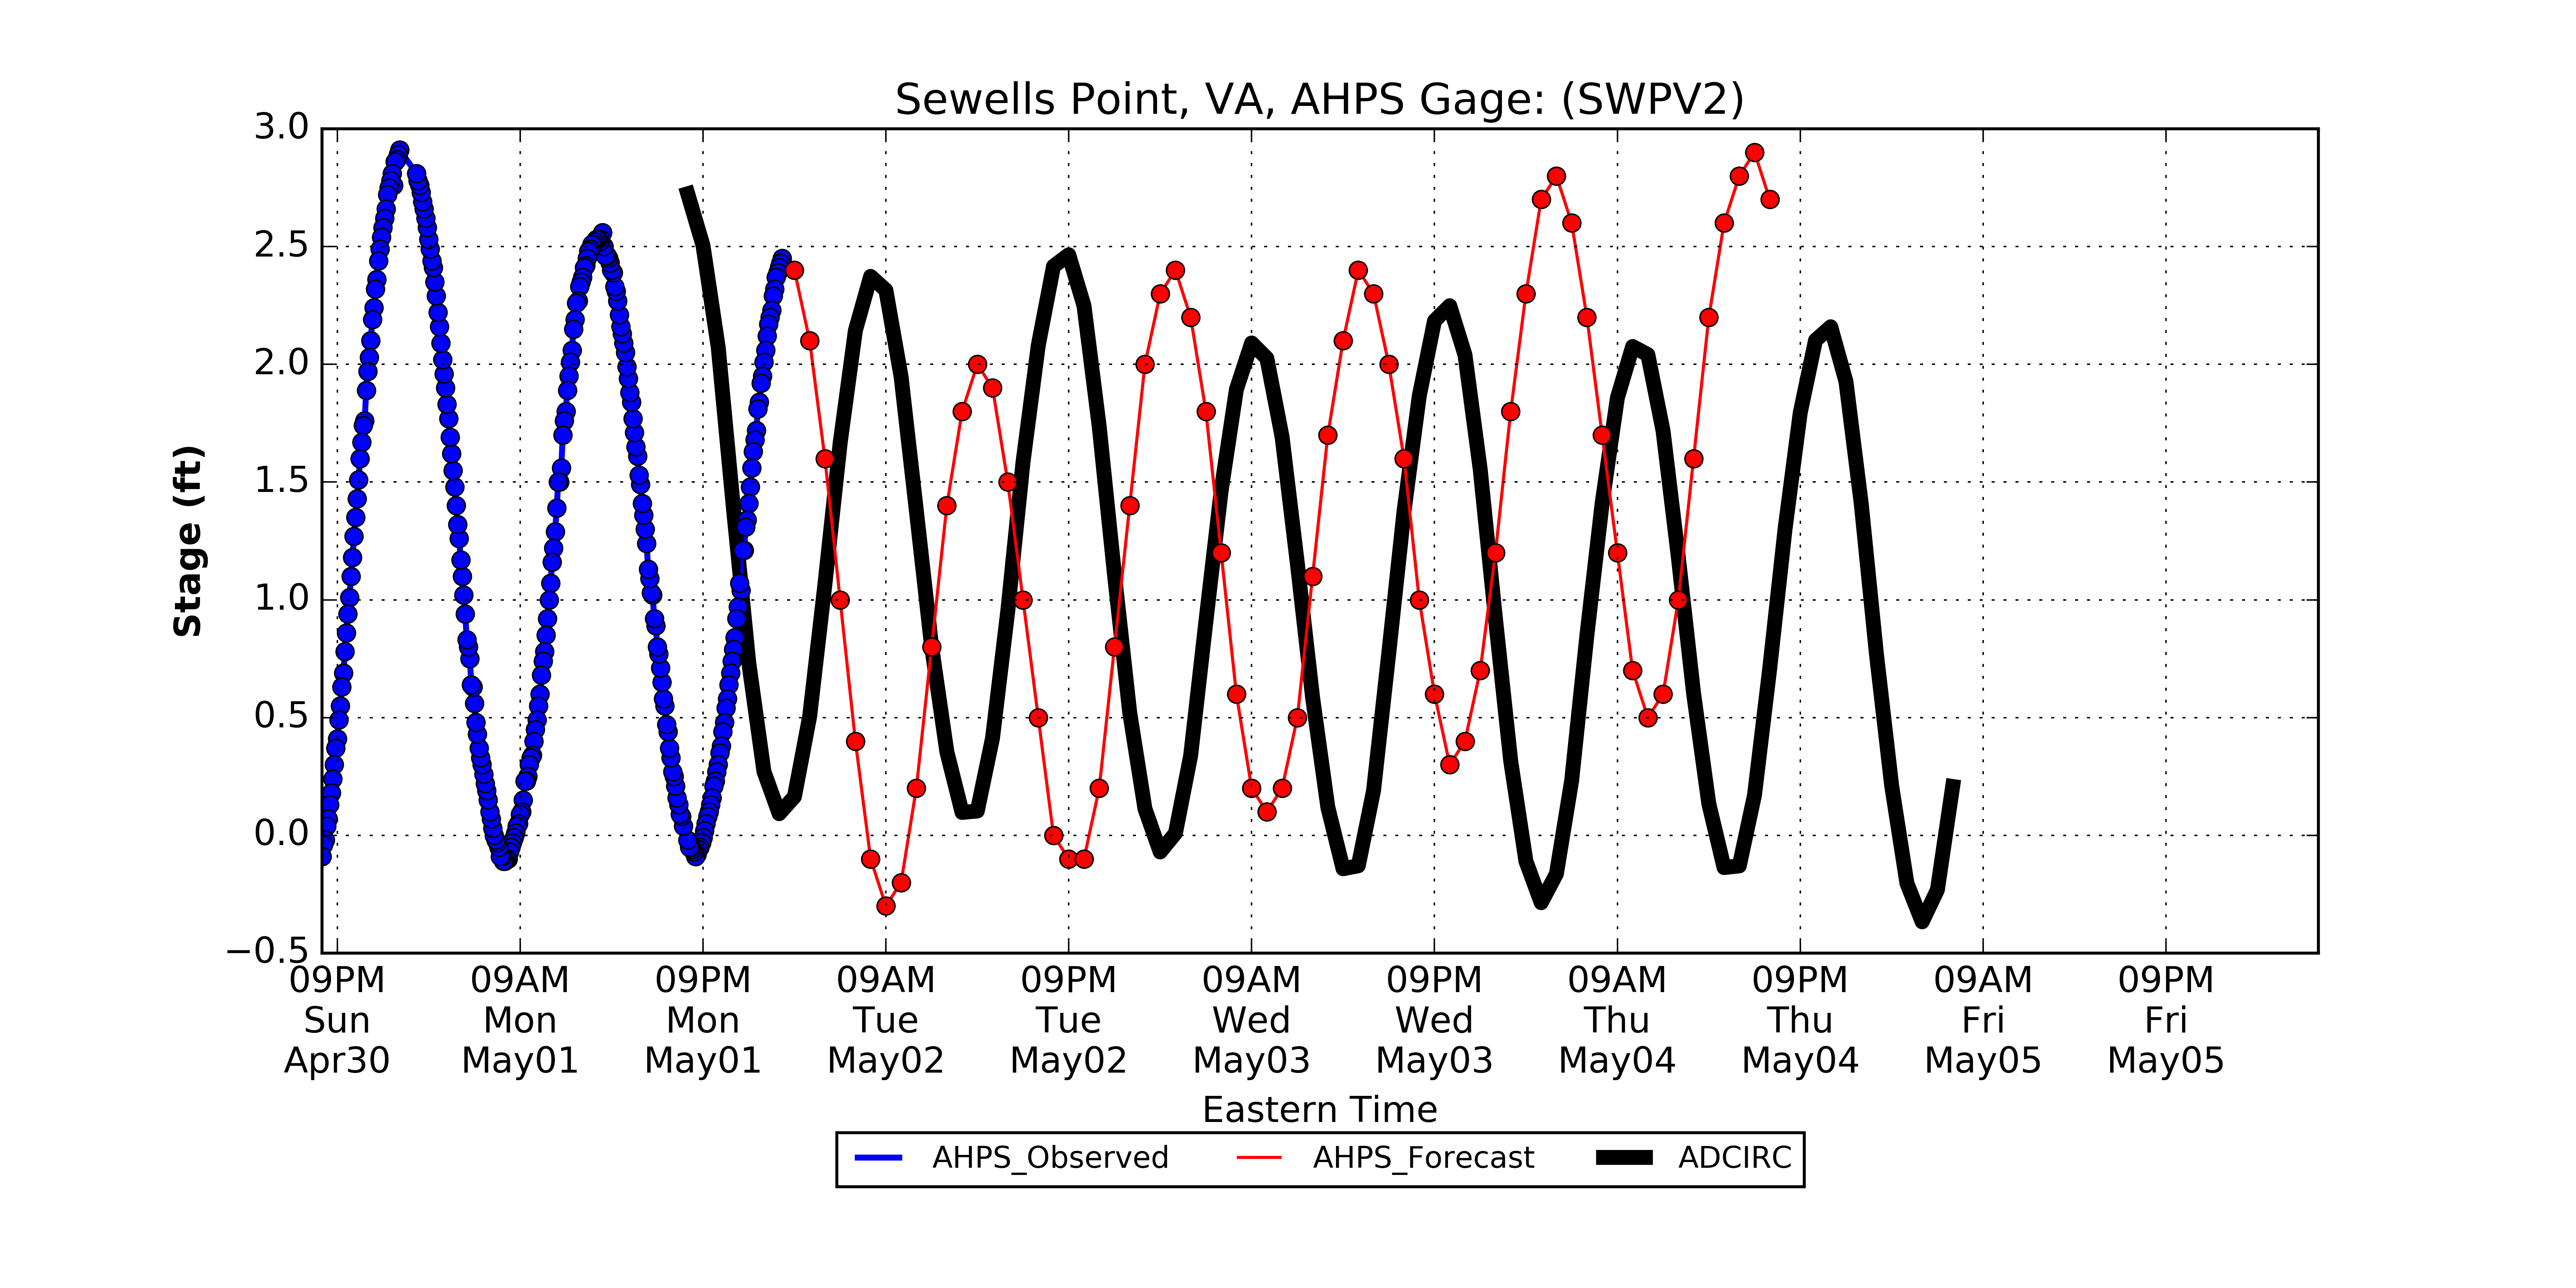 Sewells Point, VA, AHPS Gage: (SWPV2)
3.0
2.5
2.0
1.5
1.0
0.5
0.0
−0.5
Stage (ft)
09PM 09AM 09PM 09AM 09PM 09AM 09PM 09AM 09PM 09AM 09PM
Sun Mon Mon Tue Tue Wed Wed Thu Thu Fri Fri
Apr30 May01 May01 May02 May02 May03 May03 May04 May04 May05 May05
Eastern Time
AHPS_Observed AHPS_Forecast ADCIRC